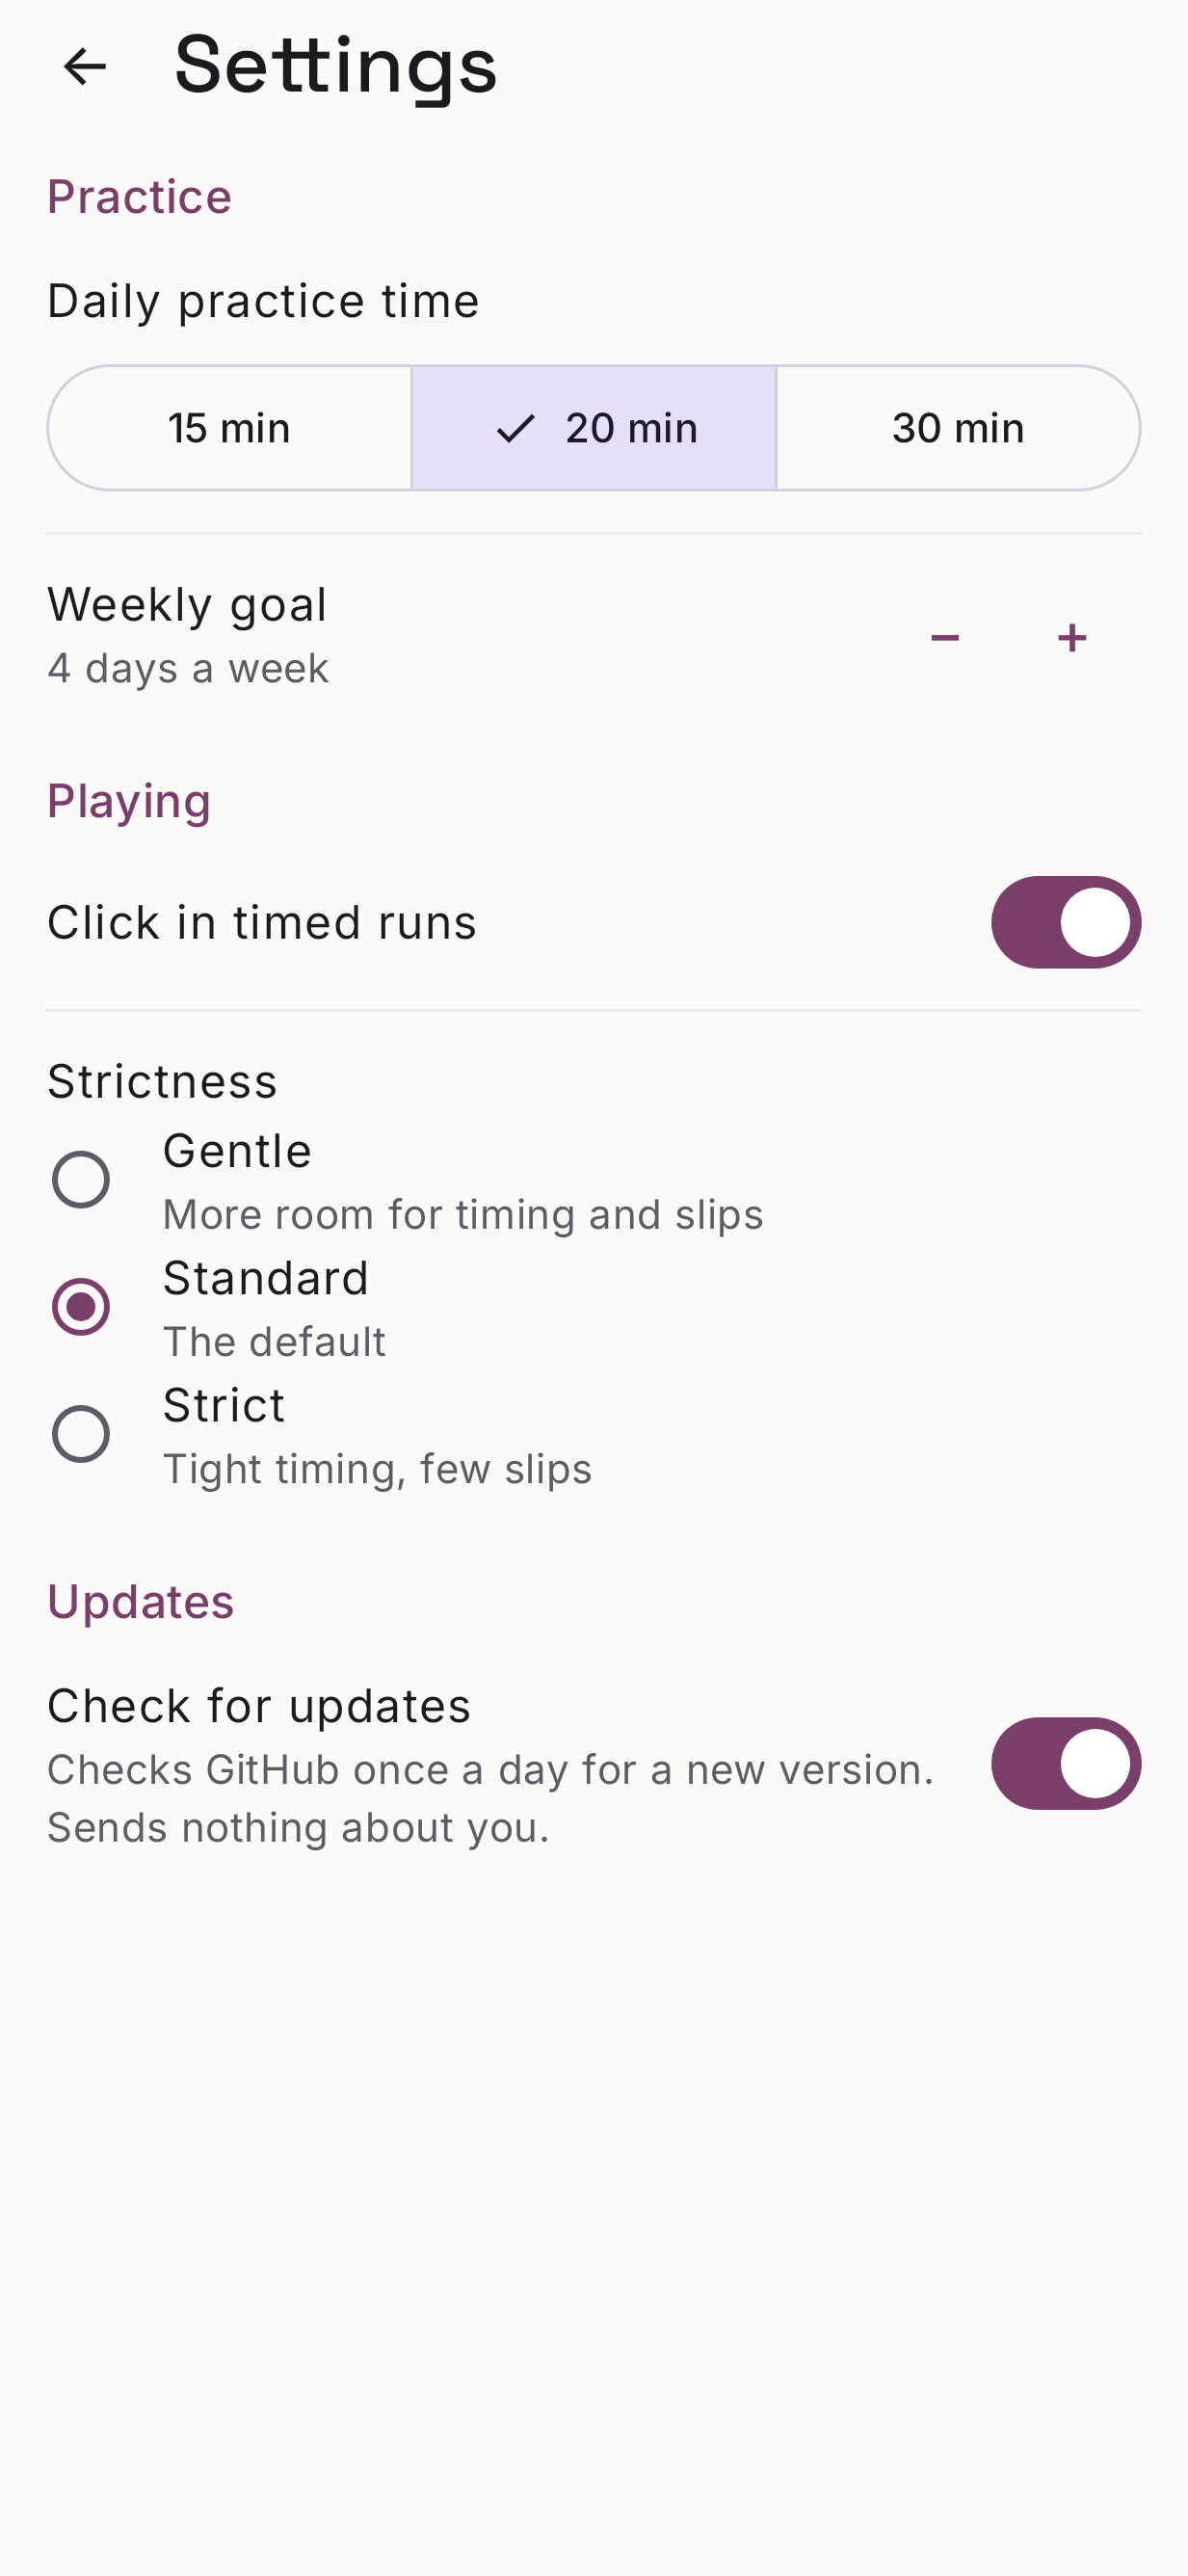 Settings
Practice
Daily practice time
15 min
20 min
30 min
Weekly goal
4 days a week
Playing
Click in timed runs
Strictness
Gentle
More room for timing and slips
Standard
The default
Strict
Tight timing, few slips
Updates
Check for updates
Checks GitHub once a day for a new version.
Sends nothing about you.